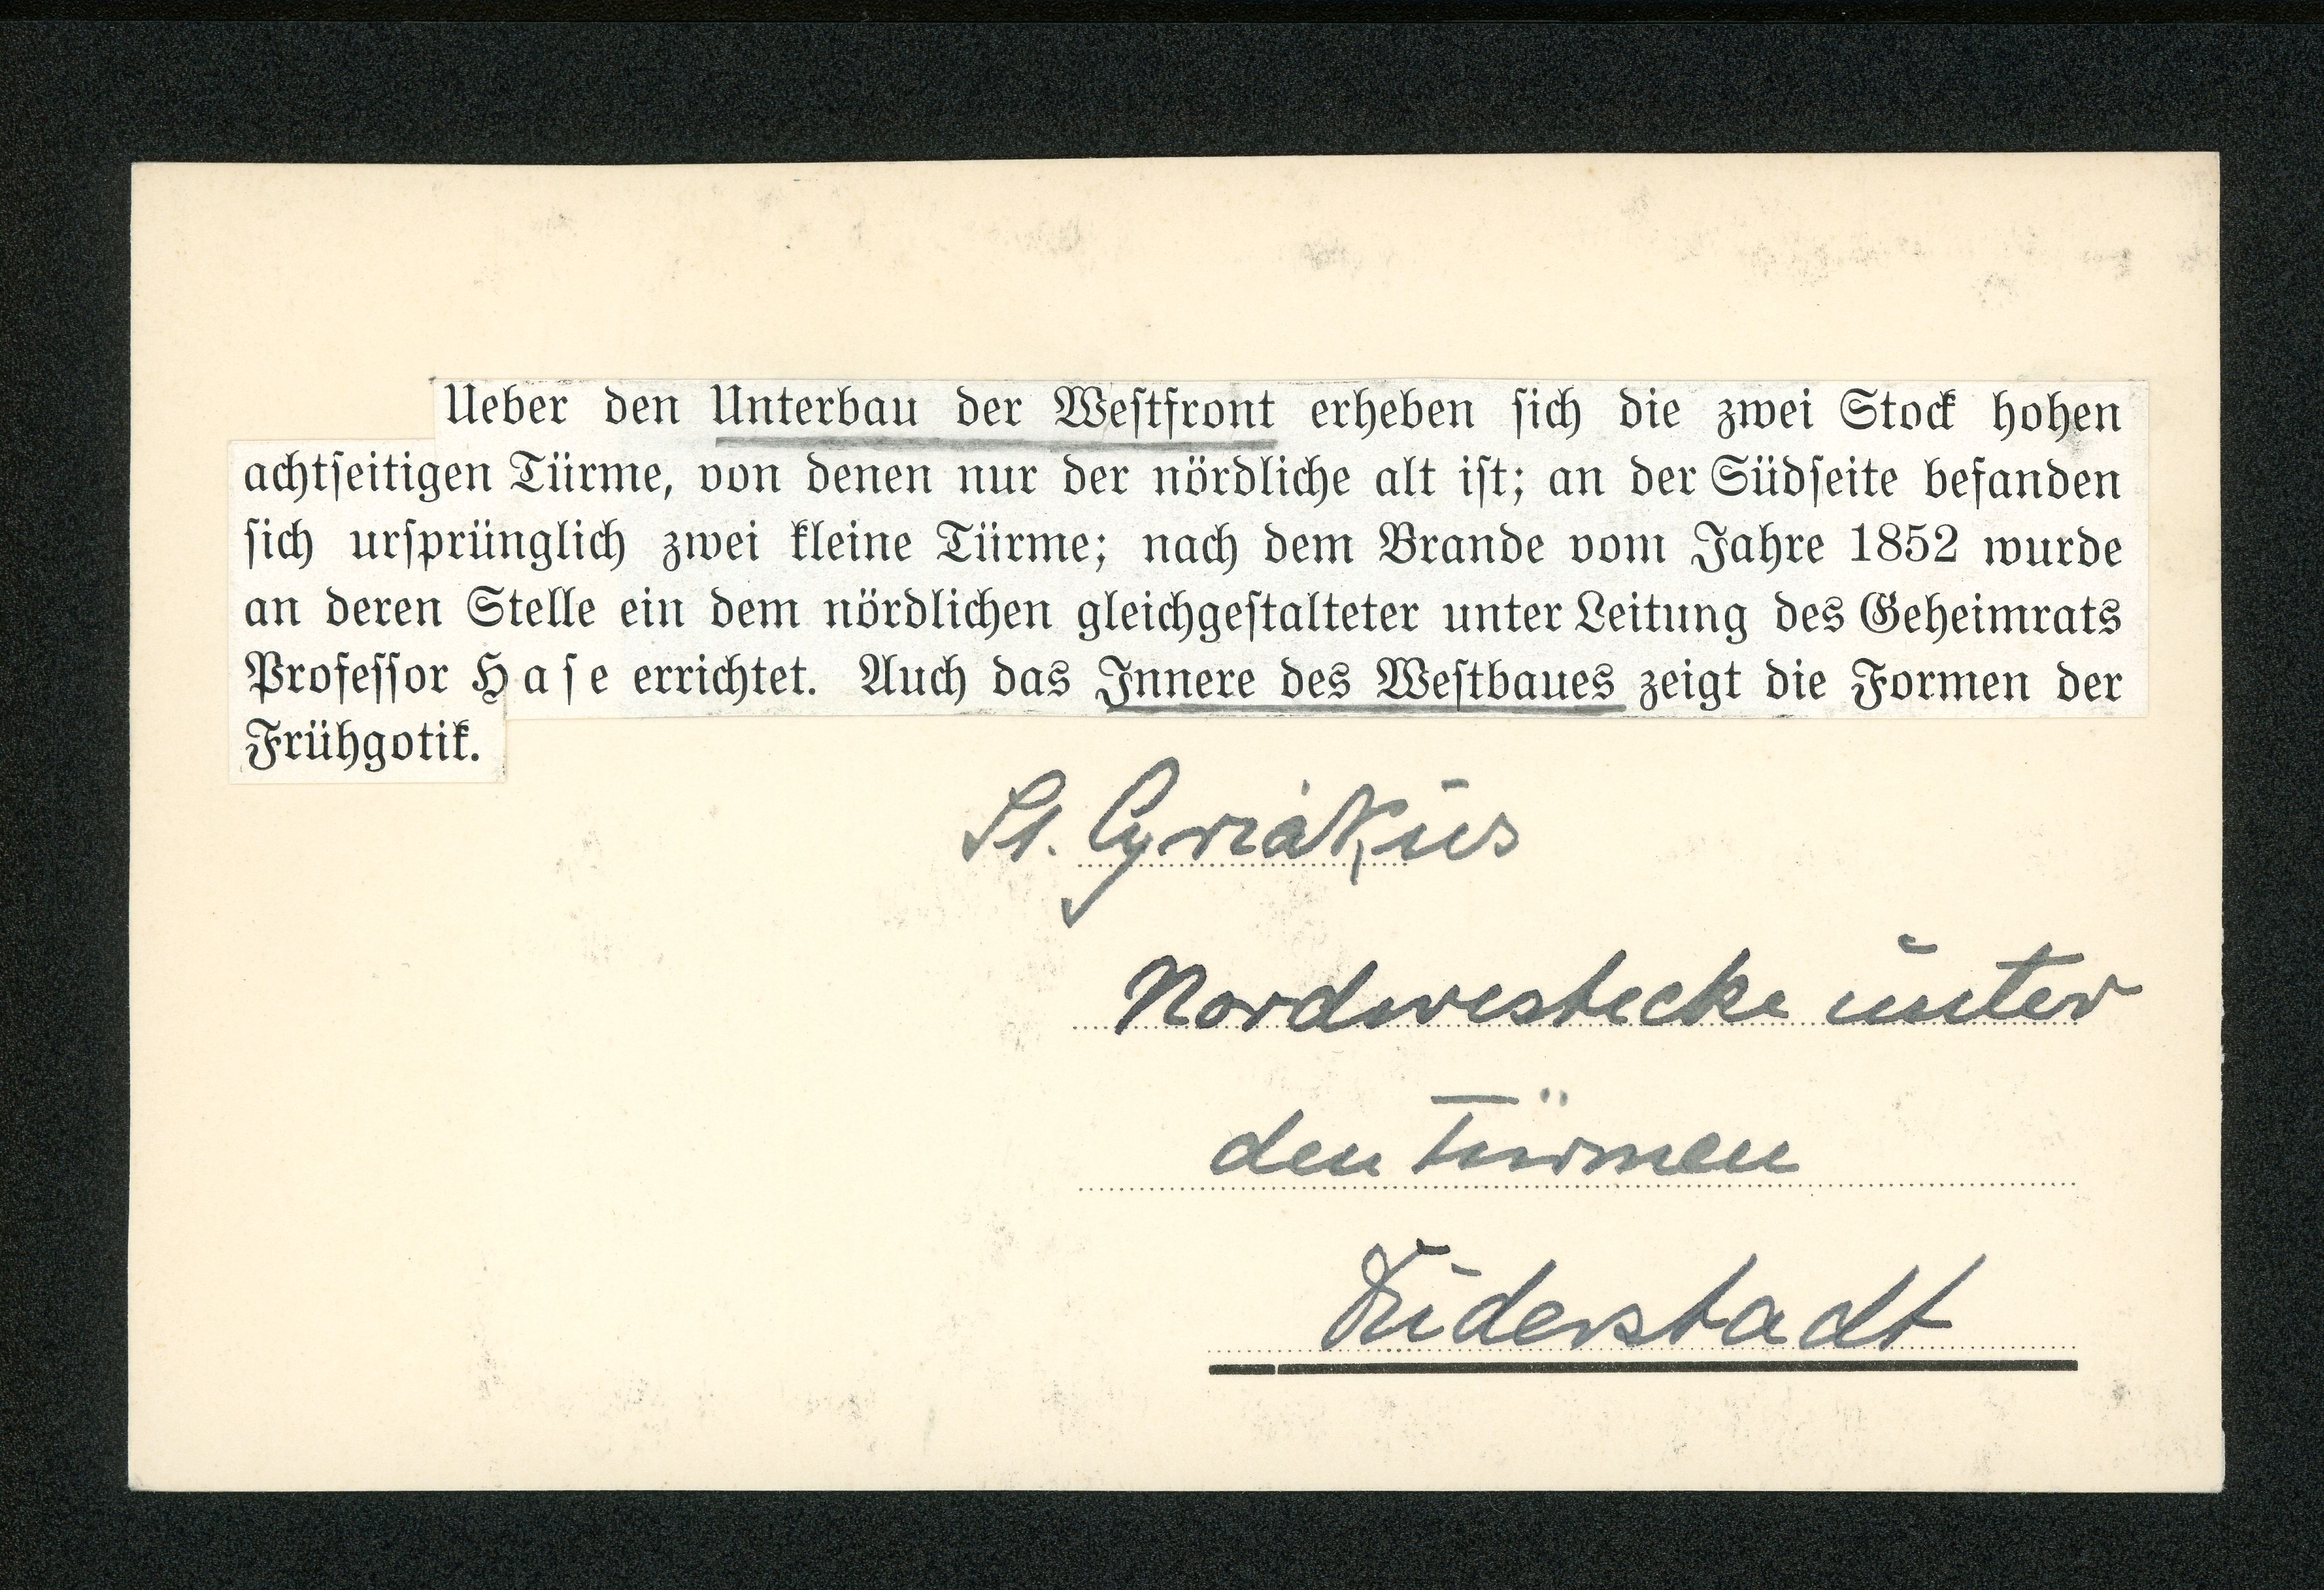 Ueber den Unterbau der Westfront erheben sich die zwei Stock hohen
achtseitigen Türme, von denen nur der nördliche alt ist; an der Südseite befanden
sich ursprünglich zwei kleine Türme; nach dem Brande vom Jahre 1852 wurde
an deren Stelle ein dem nördlichen gleichgestalteter unter Leitung des Geheimrats
Professor Hase errichtet. Auch das Innere des Westbaues zeigt die Formen der
Frühgotik.
St. Cyriakus
Nordwestecke unter
den Türmen
Duderstadt